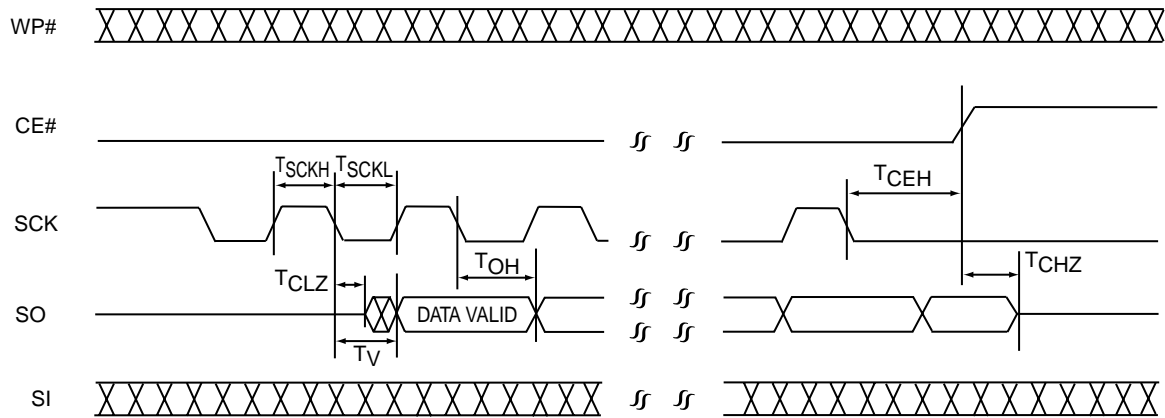 WP#
CE#
TSCKH TSCKL
TCEH
SCK
TOH
TCLZ
TCHZ
SO
DATA VALID
TV
SI